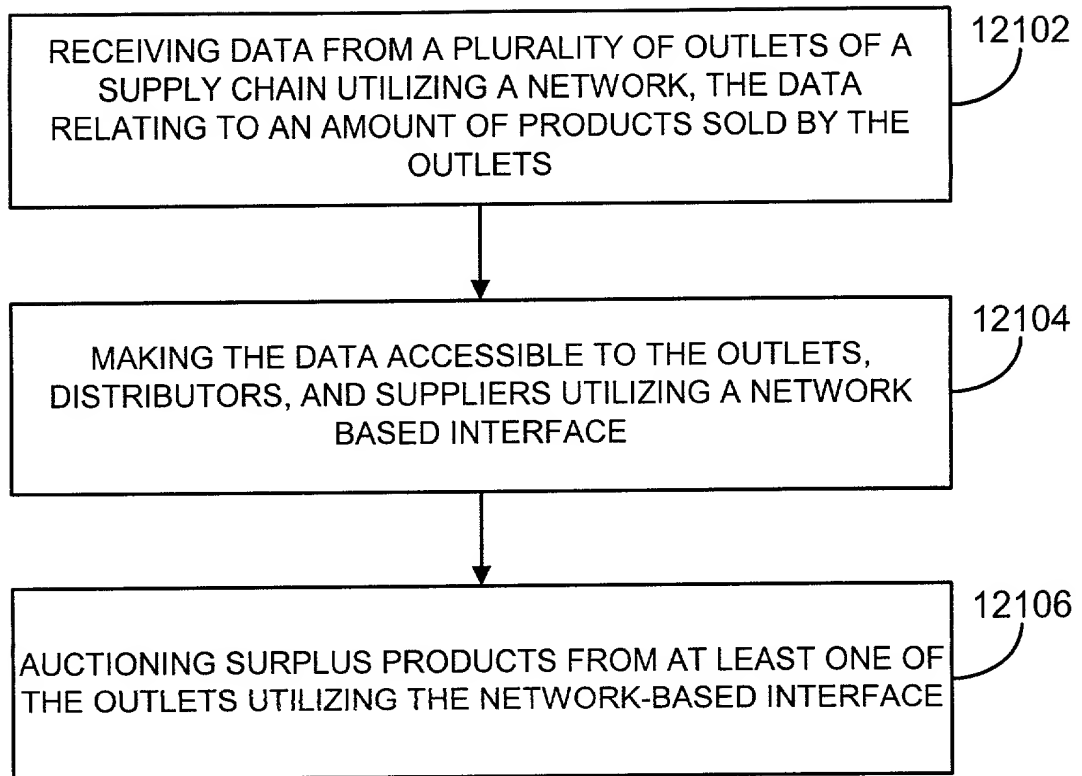 12102
RECEIVING DATA FROM A PLURALITY OF OUTLETS OF A
SUPPLY CHAIN UTILIZING A NETWORK, THE DATA
RELATING TO AN AMOUNT OF PRODUCTS SOLD BY THE
OUTLETS
12104
MAKING THE DATA ACCESSIBLE TO THE OUTLETS,
DISTRIBUTORS, AND SUPPLIERS UTILIZING A NETWORK
BASED INTERFACE
12106
AUCTIONING SURPLUS PRODUCTS FROM AT LEAST ONE OF
THE OUTLETS UTILIZING THE NETWORK-BASED INTERFACE